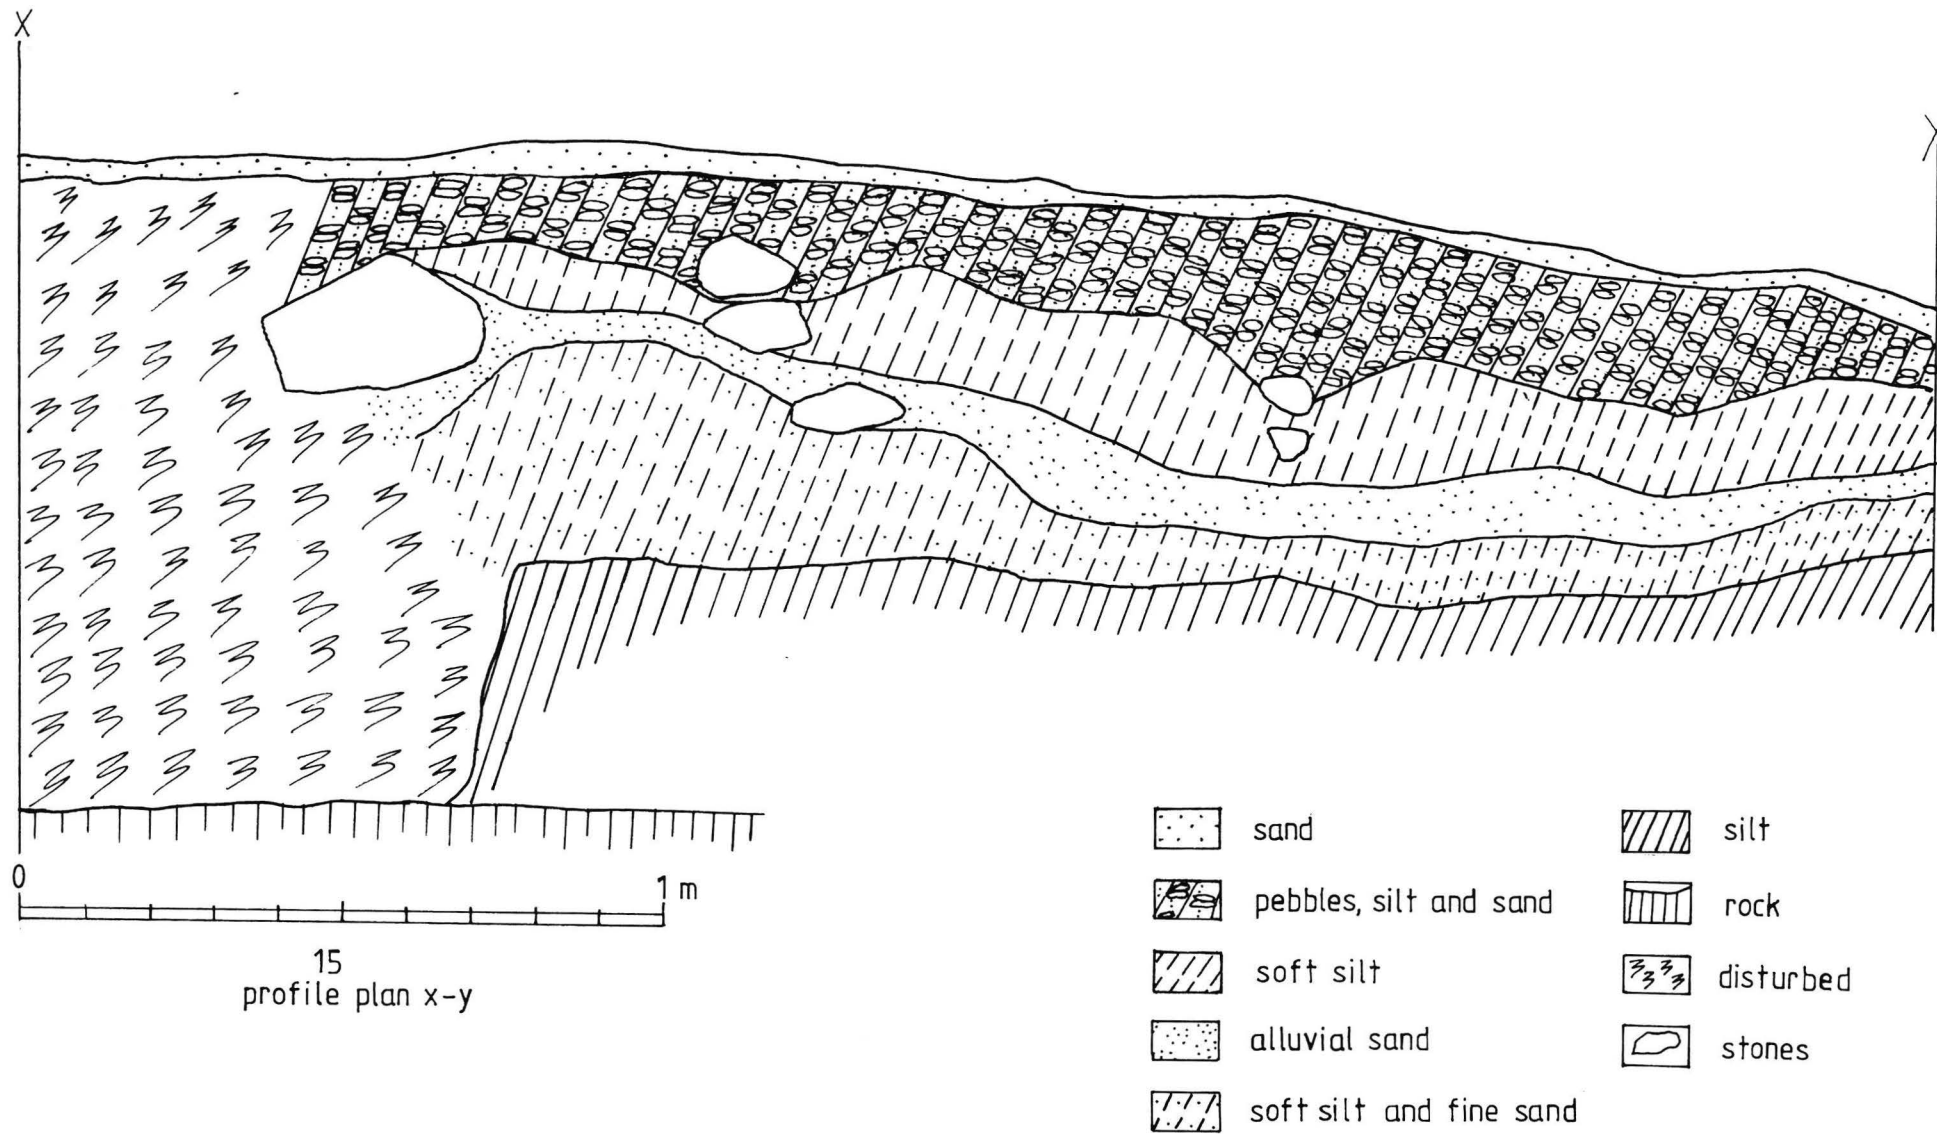 X
Y
0
1 m
15
profile plan x-y
sand
pebbles, silt and sand
soft silt
alluvial sand
soft silt and fine sand
silt
rock
disturbed
stones